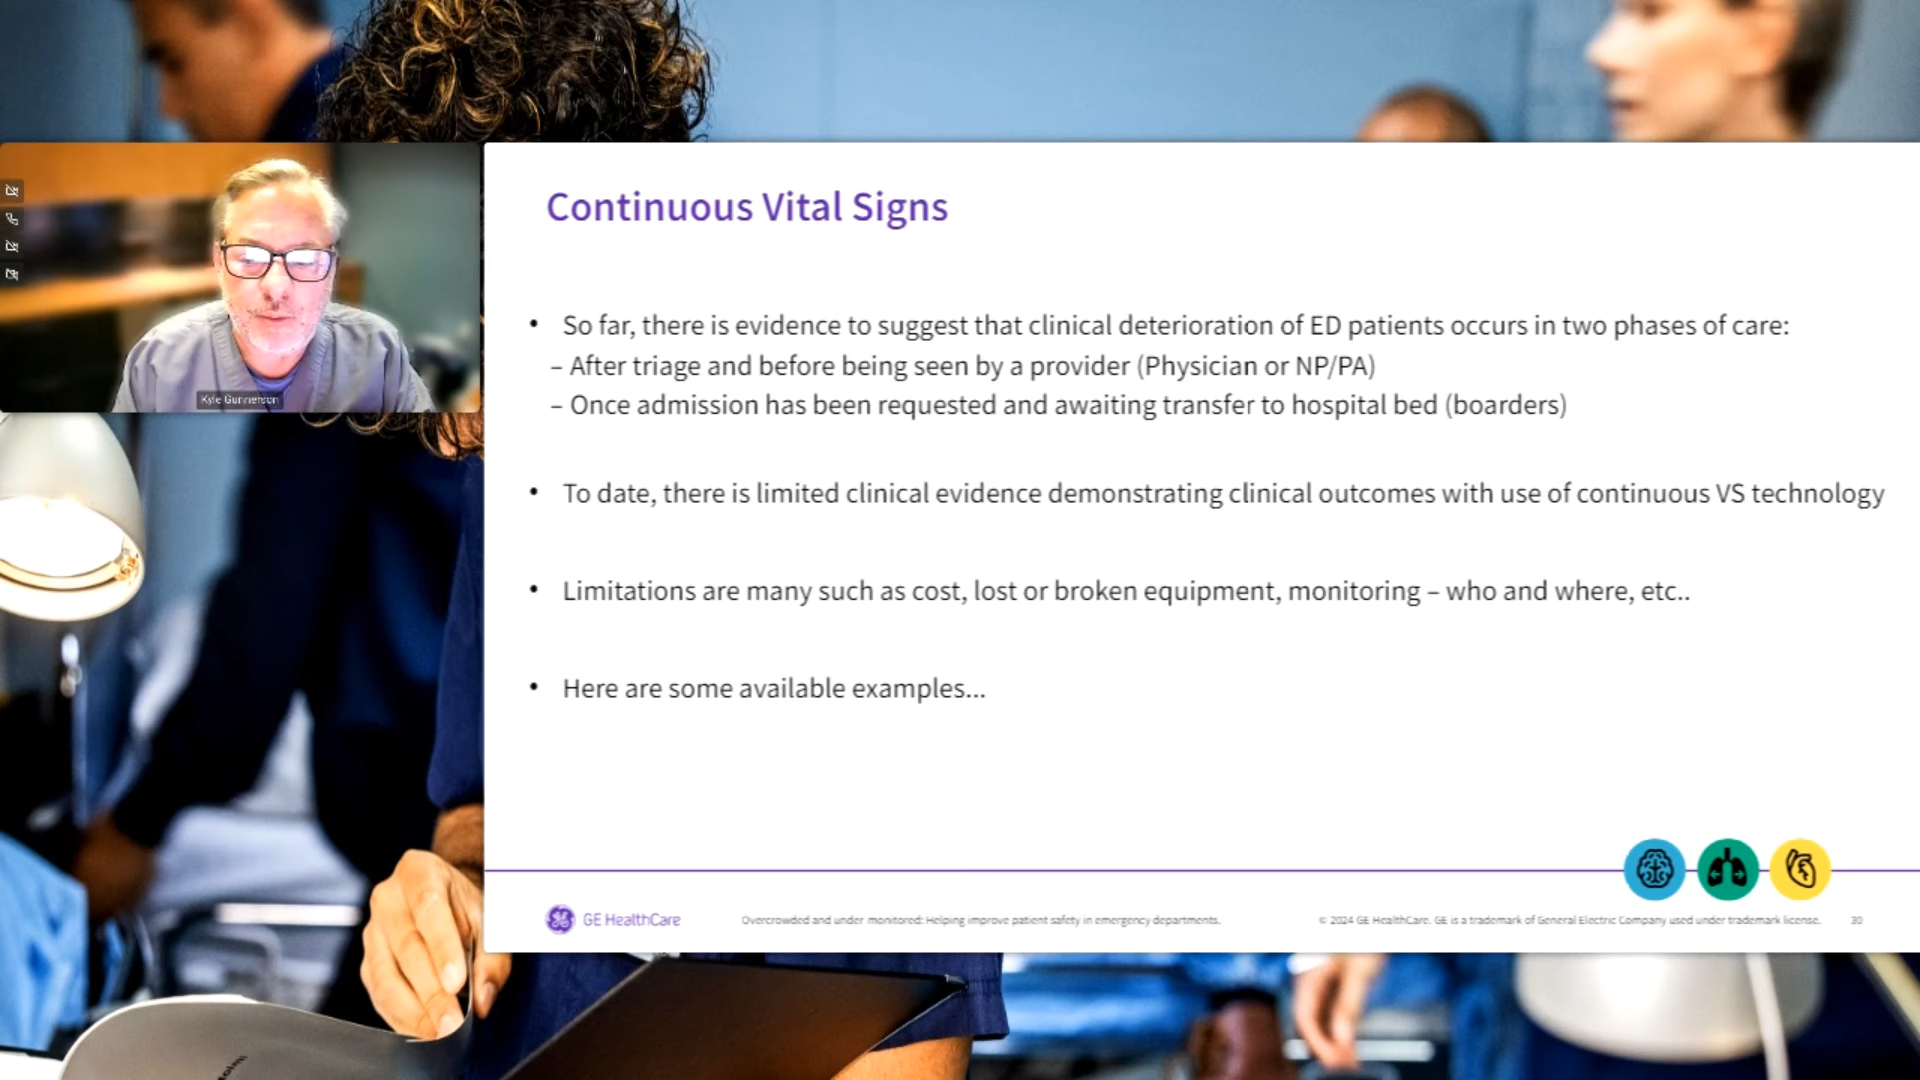 Continuous Vital Signs
• So far, there is evidence to suggest that clinical deterioration of ED patients occurs in two phases of care:
– After triage and before being seen by a provider (Physician or NP/PA)
– Once admission has been requested and awaiting transfer to hospital bed (boarders)
• To date, there is limited clinical evidence demonstrating clinical outcomes with use of continuous VS technology
• Limitations are many such as cost, lost or broken equipment, monitoring – who and where, etc..
• Here are some available examples...
Kyle Gunnerson
GE HealthCare
Overcrowded and under monitored: Helping improve patient safety in emergency departments.
© 2024 GE HealthCare. GE is a trademark of General Electric Company used under trademark license.
30